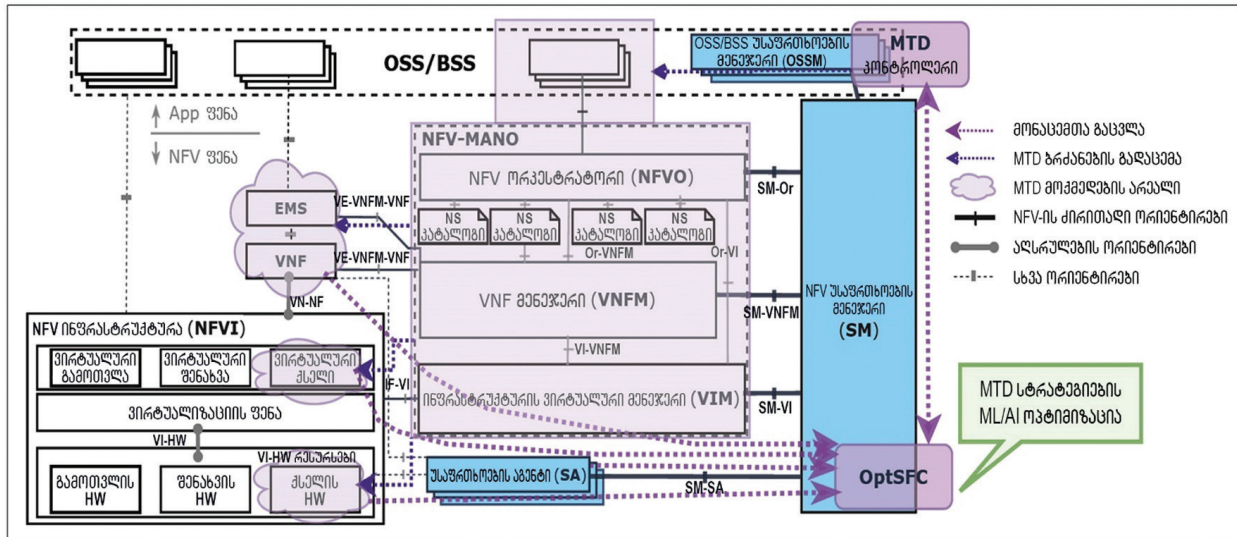 OSS/BSS
OSS/BSS უსაფრთხოების
მენეჯერი (OSSM)
MTD
კონტროლერი
App ფენა
NFV ფენა
NFV-MANO
NFV ორკესტრატორი (NFVO)
SM-Or
EMS
VE-VNFM-VNF
NS
კატალოგი
NS
კატალოგი
NS
კატალოგი
NS
კატალოგი
Or-VNFM
Or-VI
VNF
VE-VNFM-VNF
VN-NF
VNF მენეჯერი (VNFM)
SM-VNFM
NFV უსაფრთხოების
მენეჯერი
(SM)
NFV ინფრასტრუქტურა (NFVI)
ვირტუალური
გამოთვლა
ვირტუალური
შენახვა
ვირტუალური
ქსელი
VI-VNFM
IF-VI
ინფრასტრუქტურის ვირტუალური მენეჯერი (VIM)
SM-VI
ვირტუალიზაციის ფენა
VI-HW
VI-HW რესურსები
გამოთვლის
HW
შენახვის
HW
ქსელის
HW
უსაფრთხოების აგენტი (SA)
SM-SA
OptSFC
მონაცემთა გაცვლა
MTD ბრძანების გადაცემა
MTD მოქმედების არეალი
NFV-ის ძირითადი ორიენტირები
აღსრულების ორიენტირები
სხვა ორიენტირები
MTD სტრატეგიების
ML/AI ოპტიმიზაცია